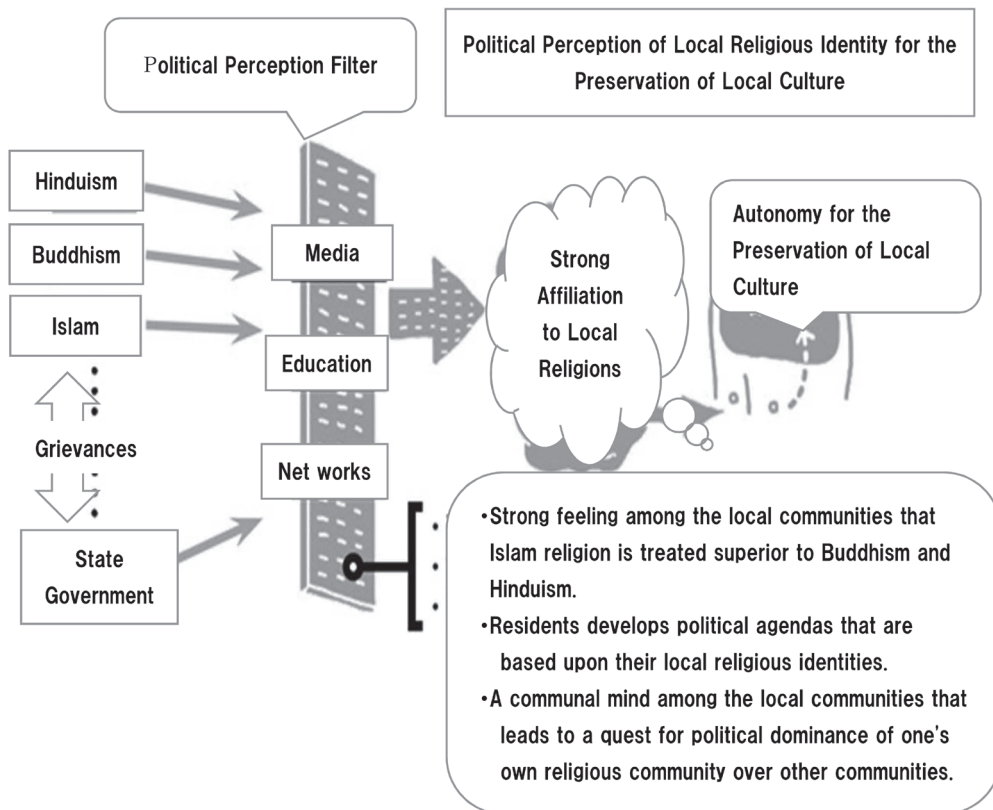 Political Perception Filter
Political Perception of Local Religious Identity for the
Preservation of Local Culture
Hinduism
Buddhism
Islam
Grievances
State
Government
Media
Education
Net works
Strong
Affiliation
to Local
Religions
Autonomy for the
Preservation of Local
Culture
・Strong feeling among the local communities that
Islam religion is treated superior to Buddhism and
Hinduism.
・Residents develops political agendas that are
based upon their local religious identities.
・A communal mind among the local communities that
leads to a quest for political dominance of one's
own religious community over other communities.